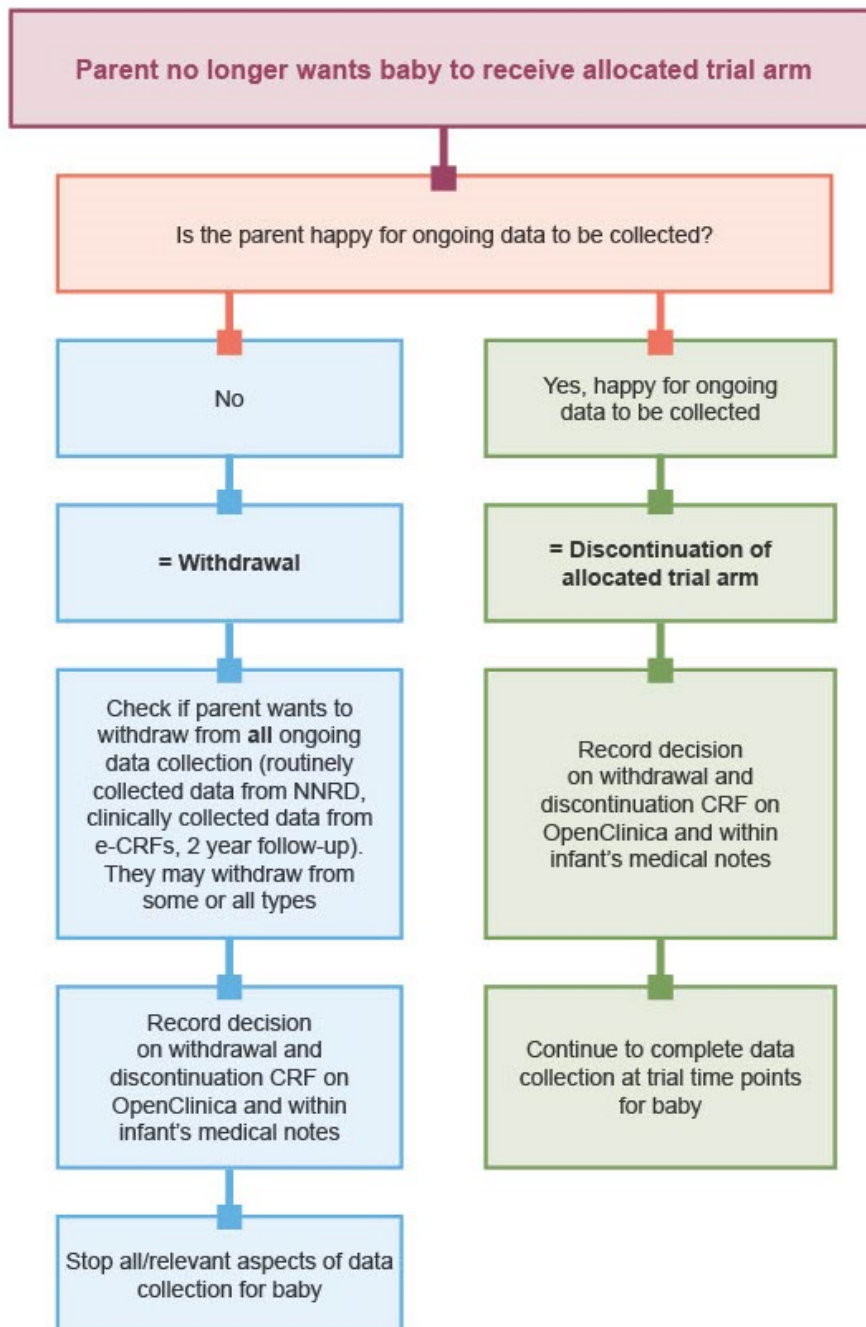 Parent no longer wants baby to receive allocated trial arm
Is the parent happy for ongoing data to be collected?
No
= Withdrawal
Check if parent wants to
withdraw from all ongoing
data collection (routinely
collected data from NNRD,
clinically collected data from
e-CRFs, 2 year follow-up).
They may withdraw from
some or all types
Record decision
on withdrawal and
discontinuation CRF on
OpenClinica and within
infant's medical notes
Stop all/relevant aspects of data
collection for baby
Yes, happy for ongoing
data to be collected
= Discontinuation of
allocated trial arm
Record decision
on withdrawal and
discontinuation CRF on
OpenClinica and within
infant's medical notes
Continue to complete data
collection at trial time points
for baby